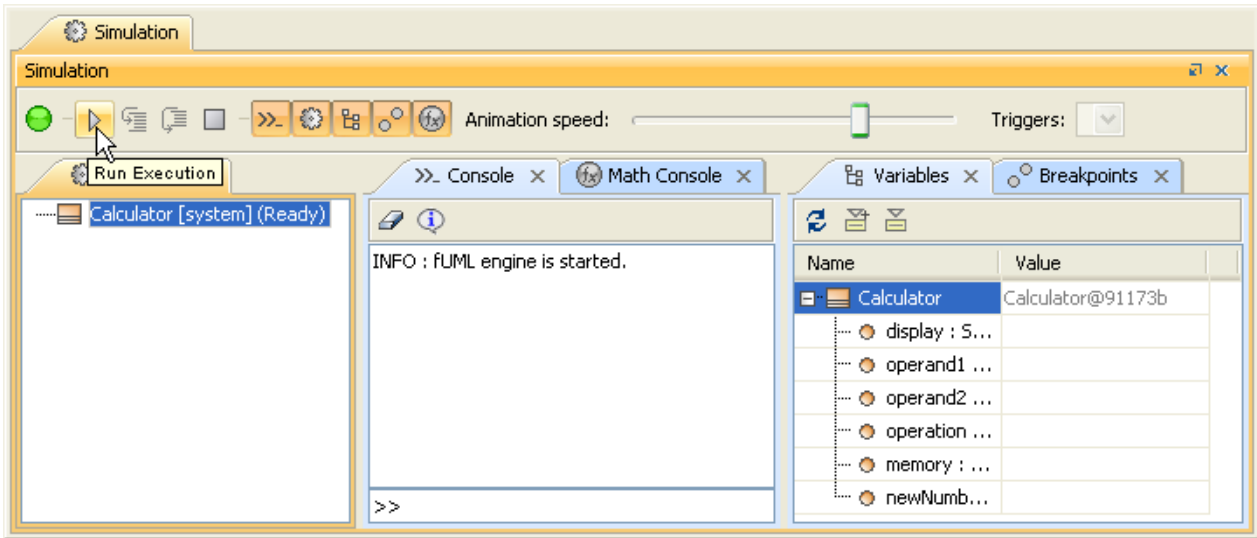 Simulation
Simulation
Animation speed:
Triggers:
Run Execution
>>_ Console
Math Console
Variables
Breakpoints
Calculator [system] (Ready)
INFO : fUML engine is started.
>>
Name Value
Calculator Calculator@91173b
display : S...
operand1 ...
operand2 ...
operation ...
memory : ...
newNumb...